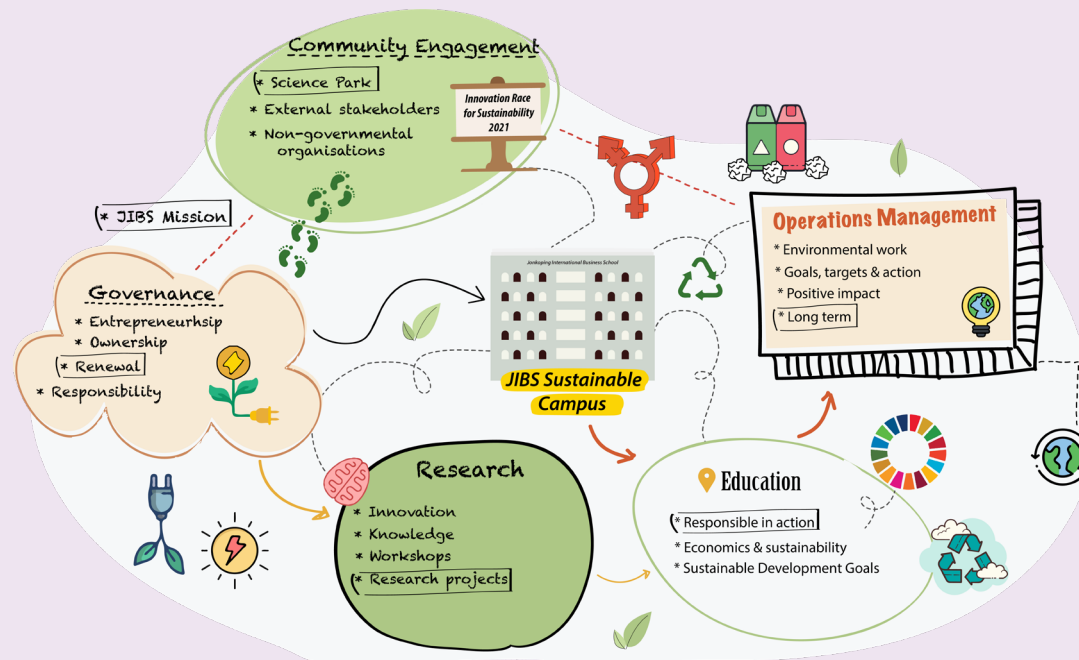 Community Engagement
* Science Park
* External stakeholders
* Non-governmental
organisations
Innovation Race
for Sustainability
2021
* JIBS Mission
Governance
* Entrepreneurhsip
* Ownership
* Renewal
* Responsibility
Jonkoping International Business School
JIBS Sustainable
Campus
Operations Management
* Environmental work
* Goals, targets & action
* Positive impact
* Long term
Research
* Innovation
* Knowledge
* Workshops
* Research projects
Education
* Responsible in action
* Economics & sustainability
* Sustainable Development Goals